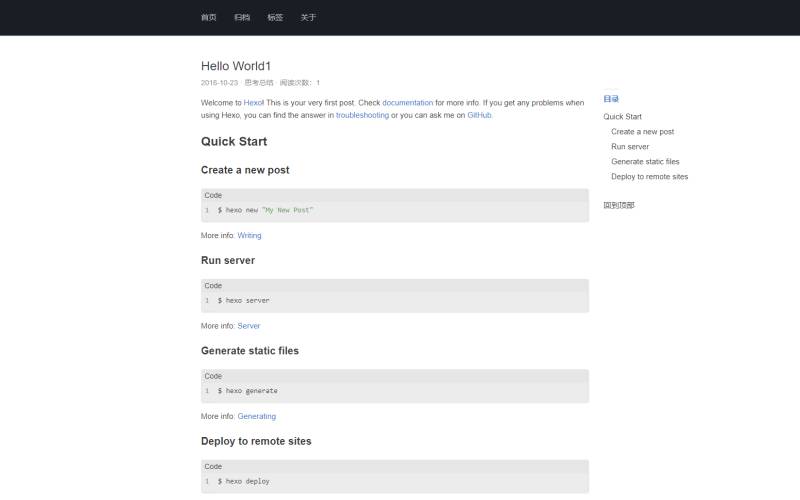 首页 归档 标签 关于
Hello World1
2016-10-23 · 思考总结 · 阅读次数：1
Welcome to Hexo! This is your very first post. Check documentation for more info. If you get any problems when
using Hexo, you can find the answer in troubleshooting or you can ask me on GitHub.
Quick Start
Create a new post
Code
1 $ hexo new "My New Post"
More info: Writing
Run server
Code
1 $ hexo server
More info: Server
Generate static files
Code
1 $ hexo generate
More info: Generating
Deploy to remote sites
Code
1 $ hexo deploy
目录
Quick Start
Create a new post
Run server
Generate static files
Deploy to remote sites
回到顶部